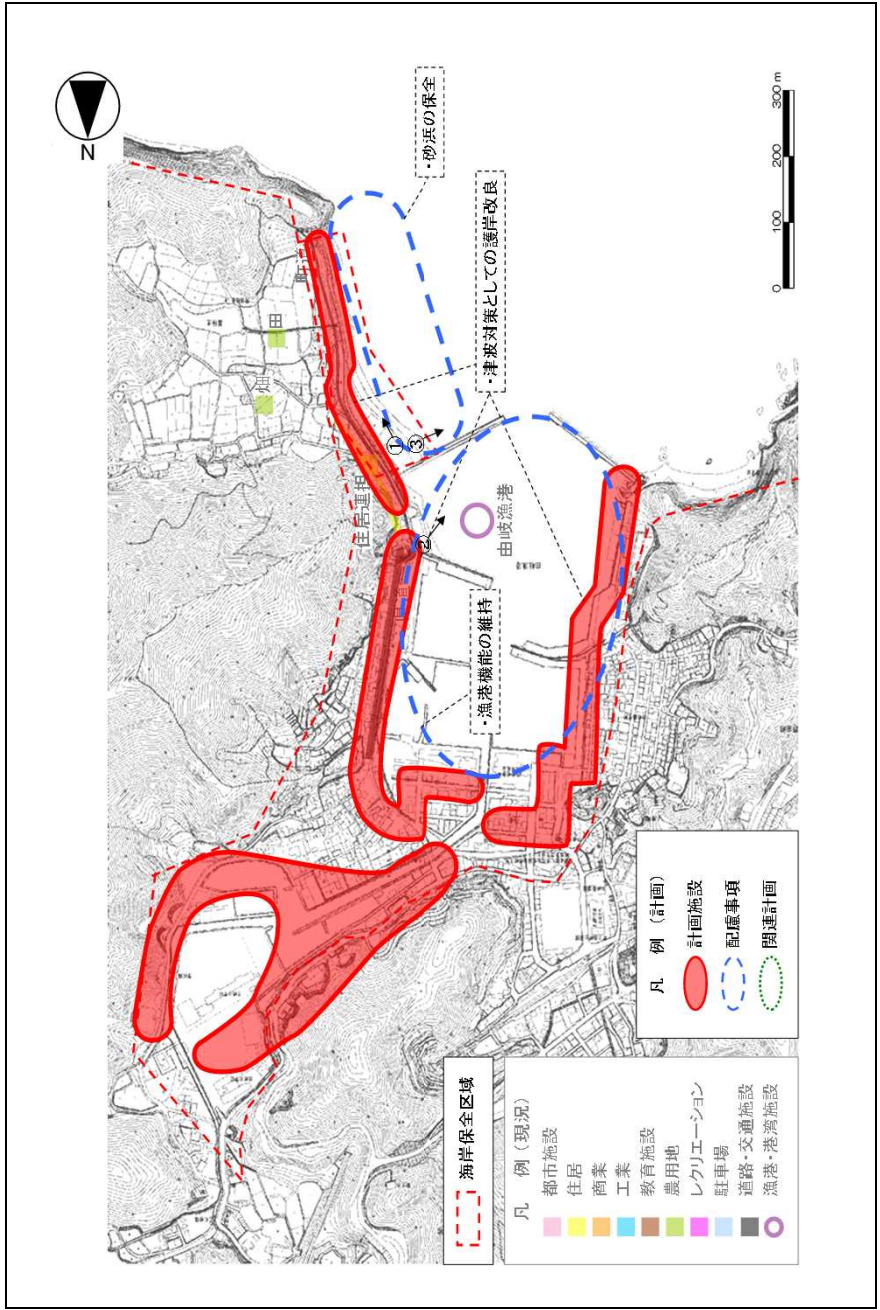 N
・砂浜の保全
・津波対策としての護岸改良
・漁港機能の維持
田
畑
町道
住居連担
県道
由岐漁港
①
②
③
0 100 200 300 m
海岸保全区域
凡 例 (現況)
都市施設
住居
商業
工業
教育施設
農用地
レクリエーション
駐車場
道路・交通施設
漁港・港湾施設
凡 例 (計画)
計画施設
配慮事項
関連計画